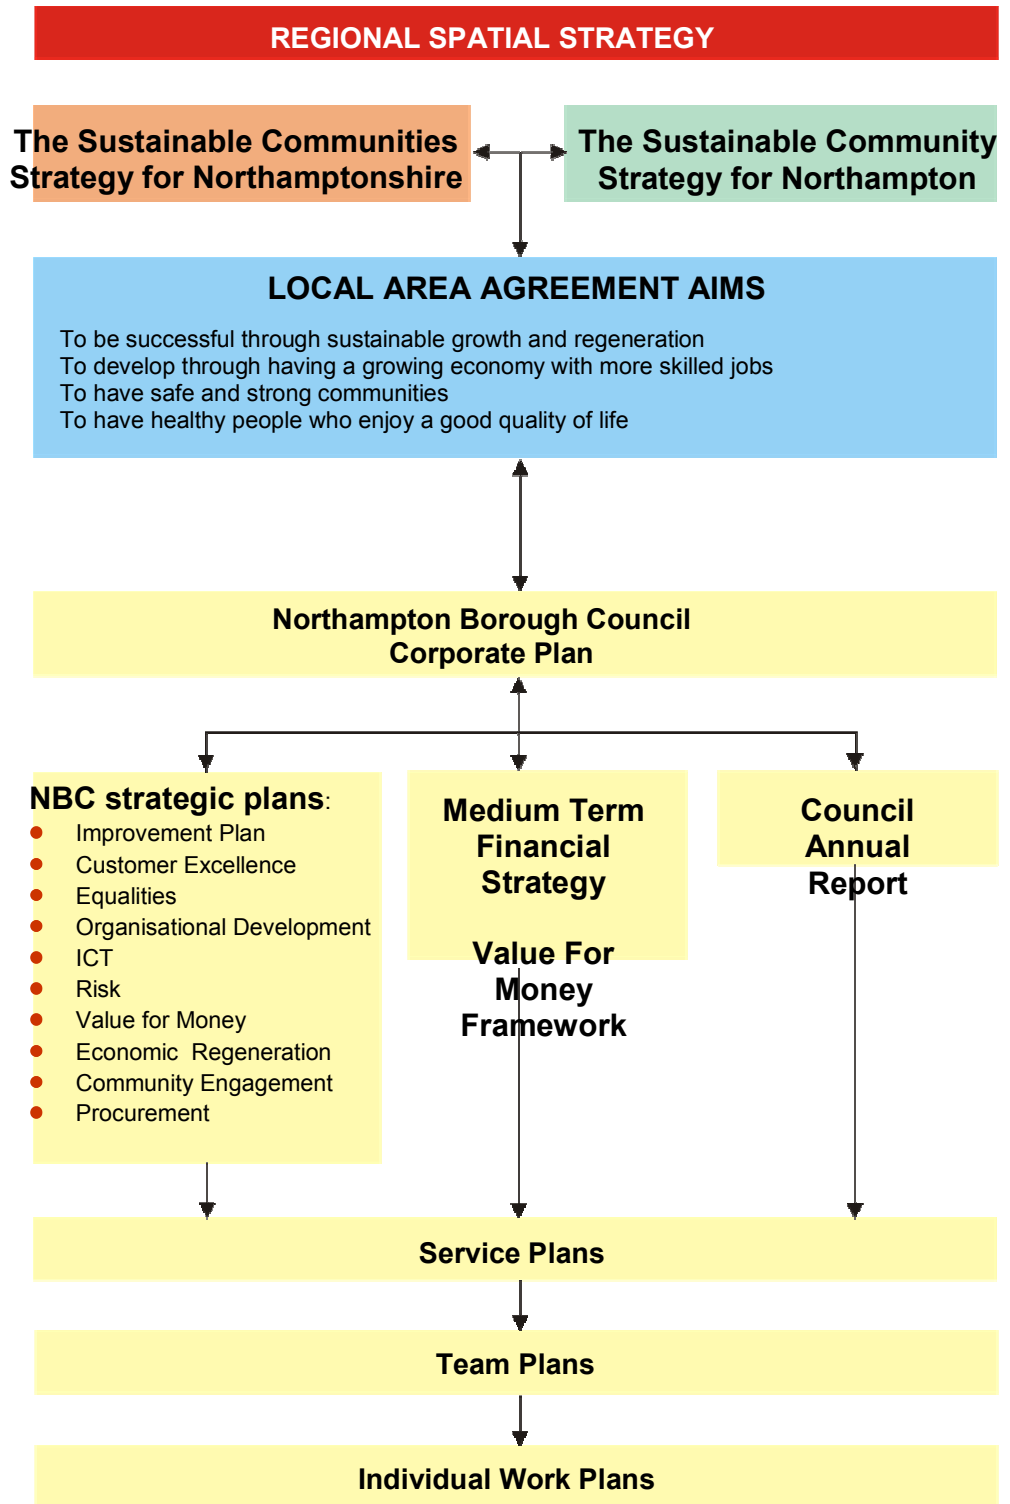 REGIONAL SPATIAL STRATEGY
The Sustainable Communities
Strategy for Northamptonshire
The Sustainable Community
Strategy for Northampton
LOCAL AREA AGREEMENT AIMS
To be successful through sustainable growth and regeneration
To develop through having a growing economy with more skilled jobs
To have safe and strong communities
To have healthy people who enjoy a good quality of life
Northampton Borough Council
Corporate Plan
NBC strategic plans:
● Improvement Plan
● Customer Excellence
● Equalities
● Organisational Development
● ICT
● Risk
● Value for Money
● Economic Regeneration
● Community Engagement
● Procurement
Medium Term
Financial
Strategy
Value For
Money
Framework
Council
Annual
Report
Service Plans
Team Plans
Individual Work Plans